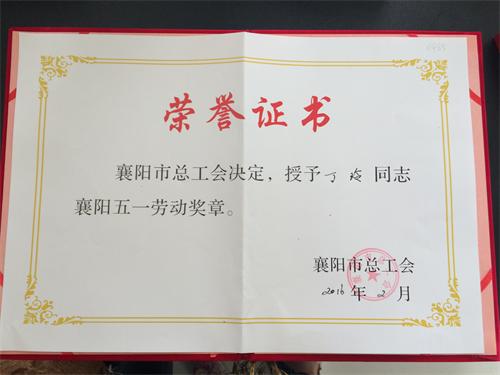 荣誉证书
襄阳市总工会决定，授予丁 同志
襄阳五一劳动奖章。
襄阳市总工会
2016年2月